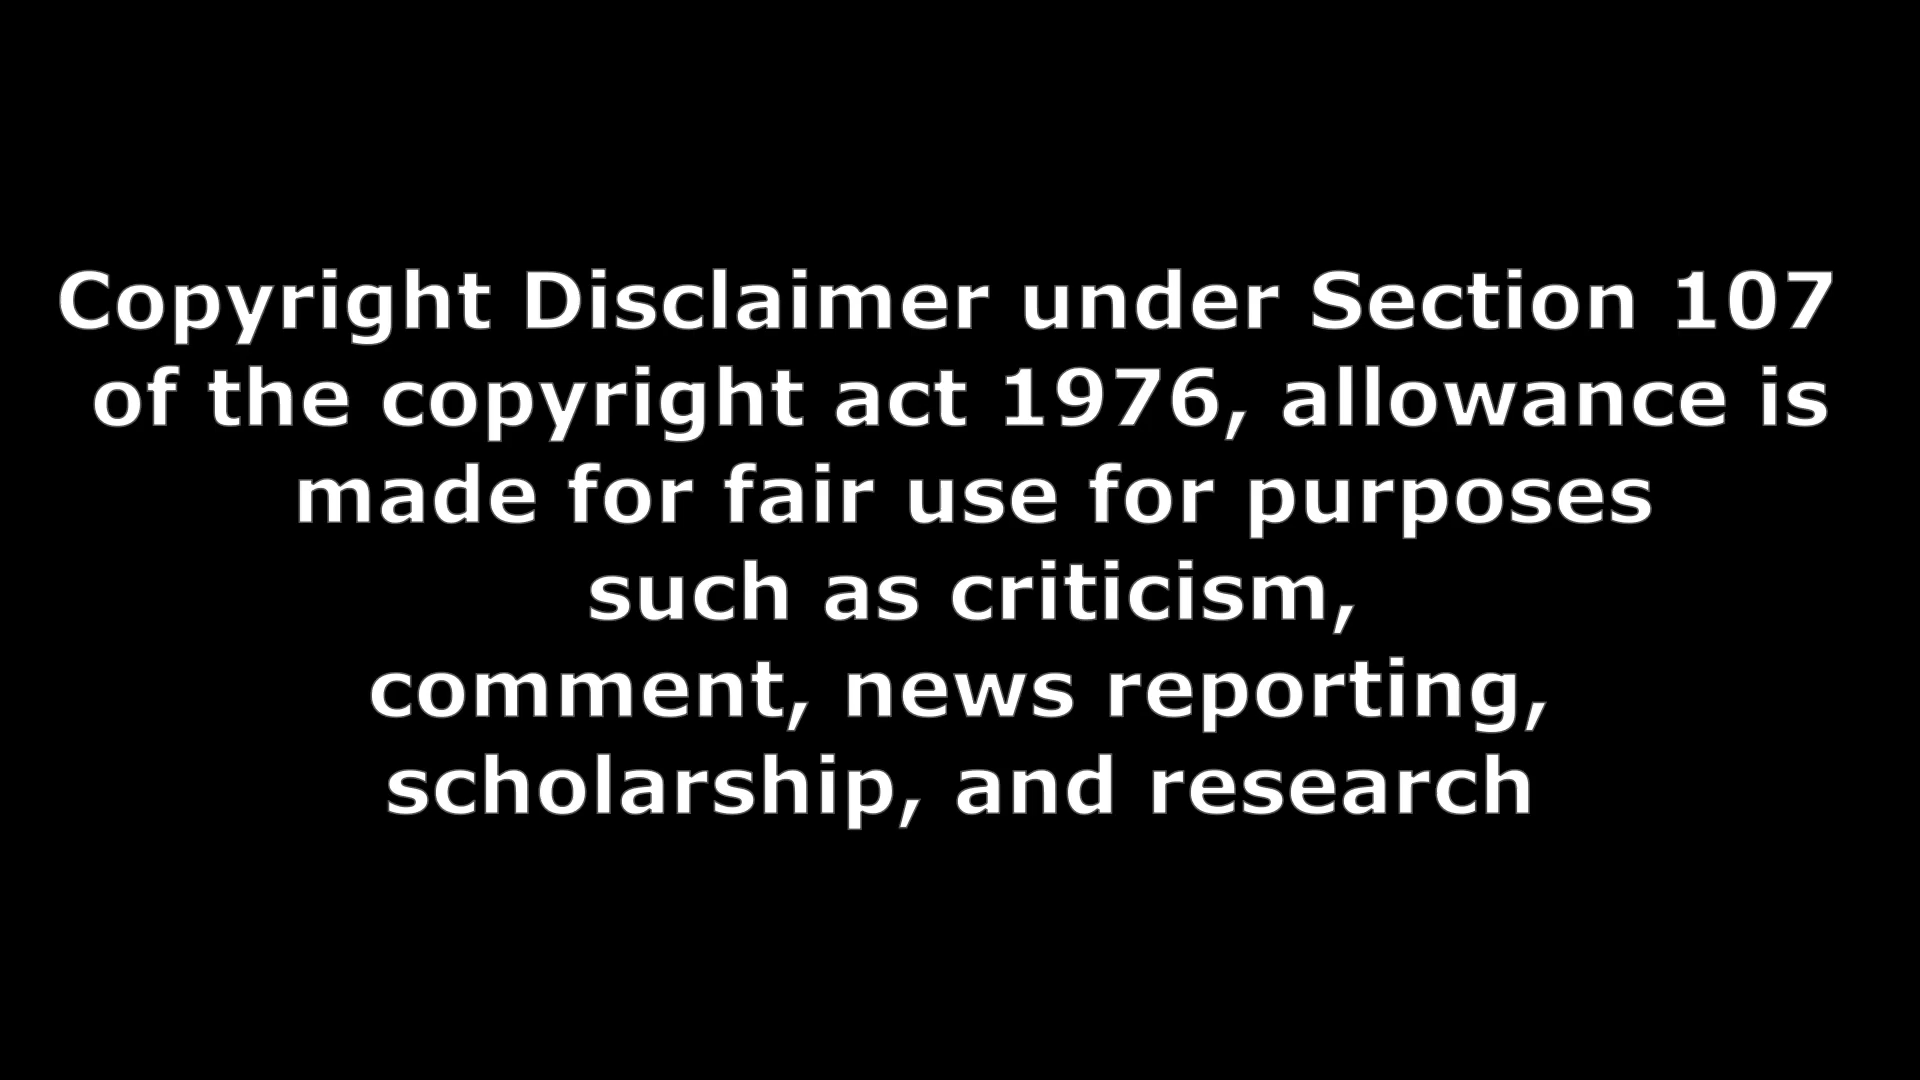 Copyright Disclaimer under Section 107
of the copyright act 1976, allowance is
made for fair use for purposes
such as criticism,
comment, news reporting,
scholarship, and research